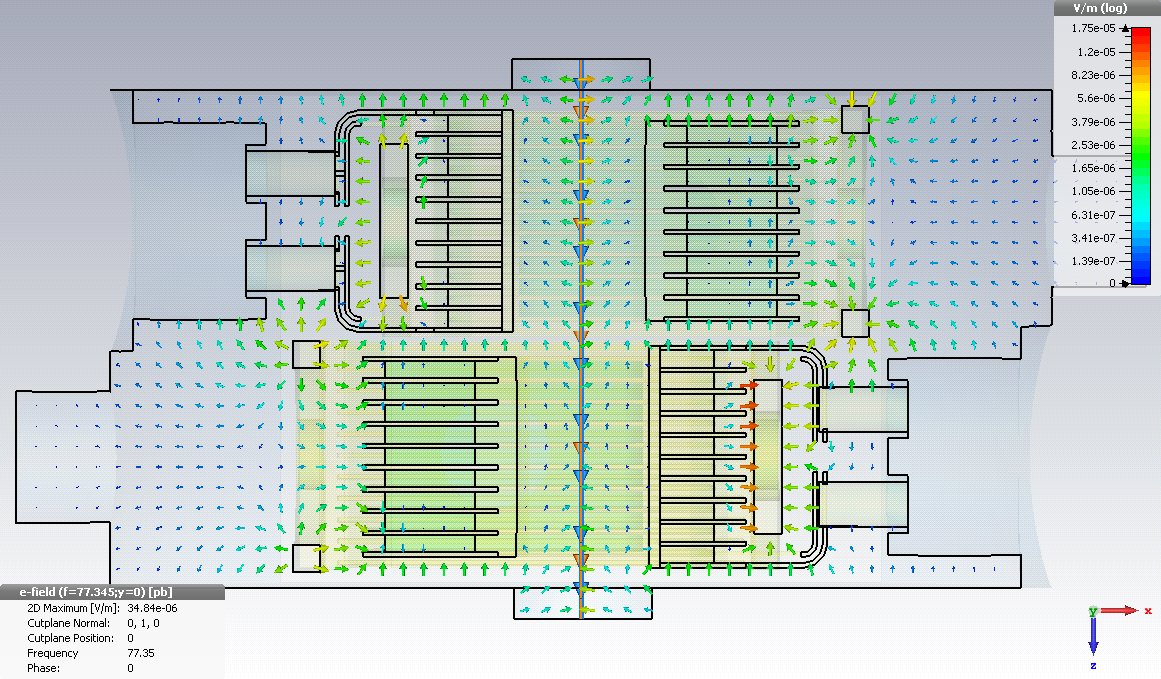 V/m (log)
1.75e-05
1.2e-05
8.23e-06
5.6e-06
3.79e-06
2.53e-06
1.65e-06
1.05e-06
6.31e-07
3.41e-07
1.39e-07
0
e-field (f=77.345;y=0) [pb]
2D Maximum [V/m]: 34.84e-06
Cutplane Normal: 0, 1, 0
Cutplane Position: 0
Frequency 77.35
Phase: 0
y x
z